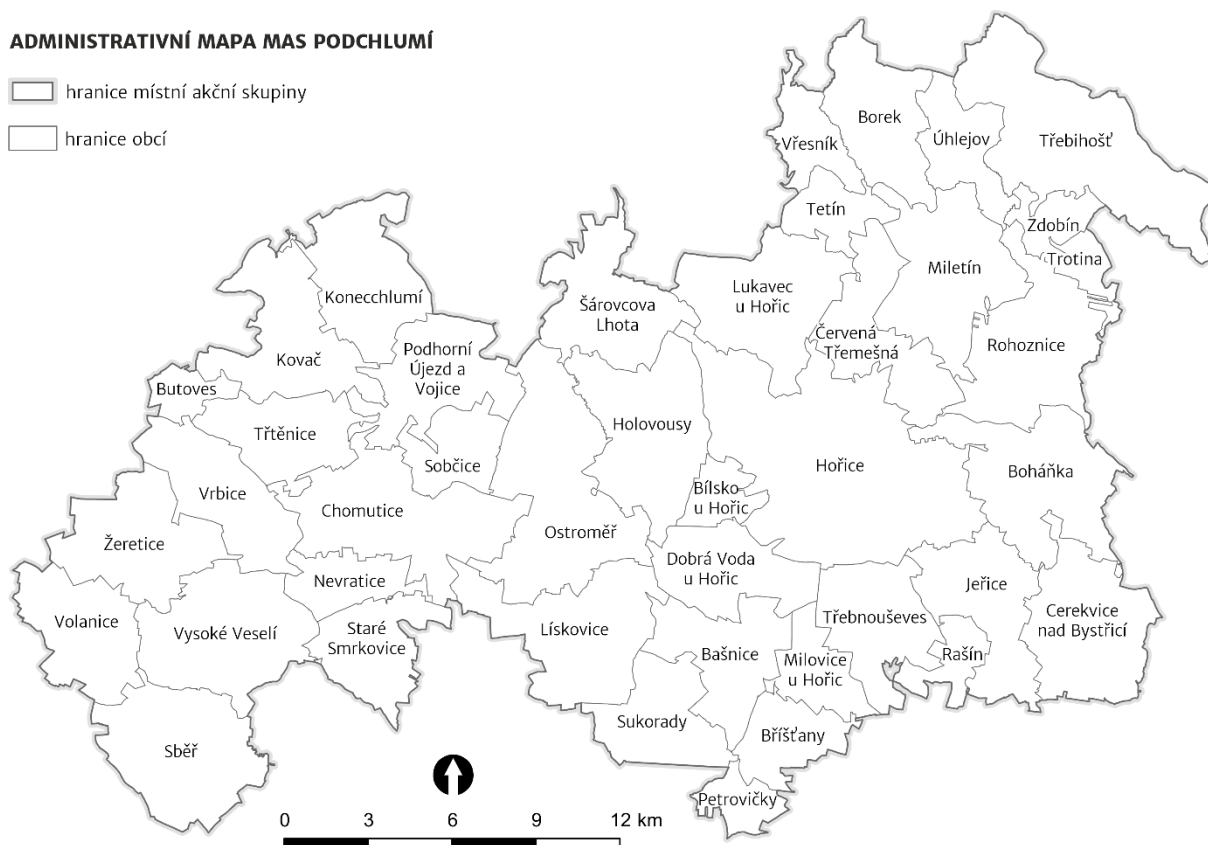 ADMINISTRATIVNÍ MAPA MAS PODCHLUMÍ
hranice místní akční skupiny
hranice obcí
Borek
Vřesník
Úhlejov
Třebihošť
Tetín
Zdobín
Trotina
Miletín
Lukavec
u Hořic
Konecchlumí
Šárovcova
Lhota
Červená
Třemešná
Rohoznice
Kovač
Podhorní
Újezd a
Vojice
Butoves
Třtěnice
Holovousy
Sobčice
Hořice
Boháňka
Bílsko
u Hořic
Vrbice
Chomutice
Ostroměř
Žeretice
Dobrá Voda
u Hořic
Nevratice
Jeřice
Volanice
Vysoké Veselí
Staré
Smrkovice
Lískovice
Třebnouševes
Cerekvice
nad Bystřicí
Bašnice
Milovice
u Hořic
Rašín
Sukorady
Bříšťany
Sběř
Petrovičky
0 3 6 9 12 km